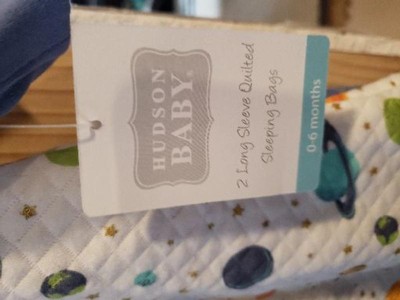 HUDSON
BABY®
2 Long Sleeve Quilted
Sleeping Bags
0-6 months